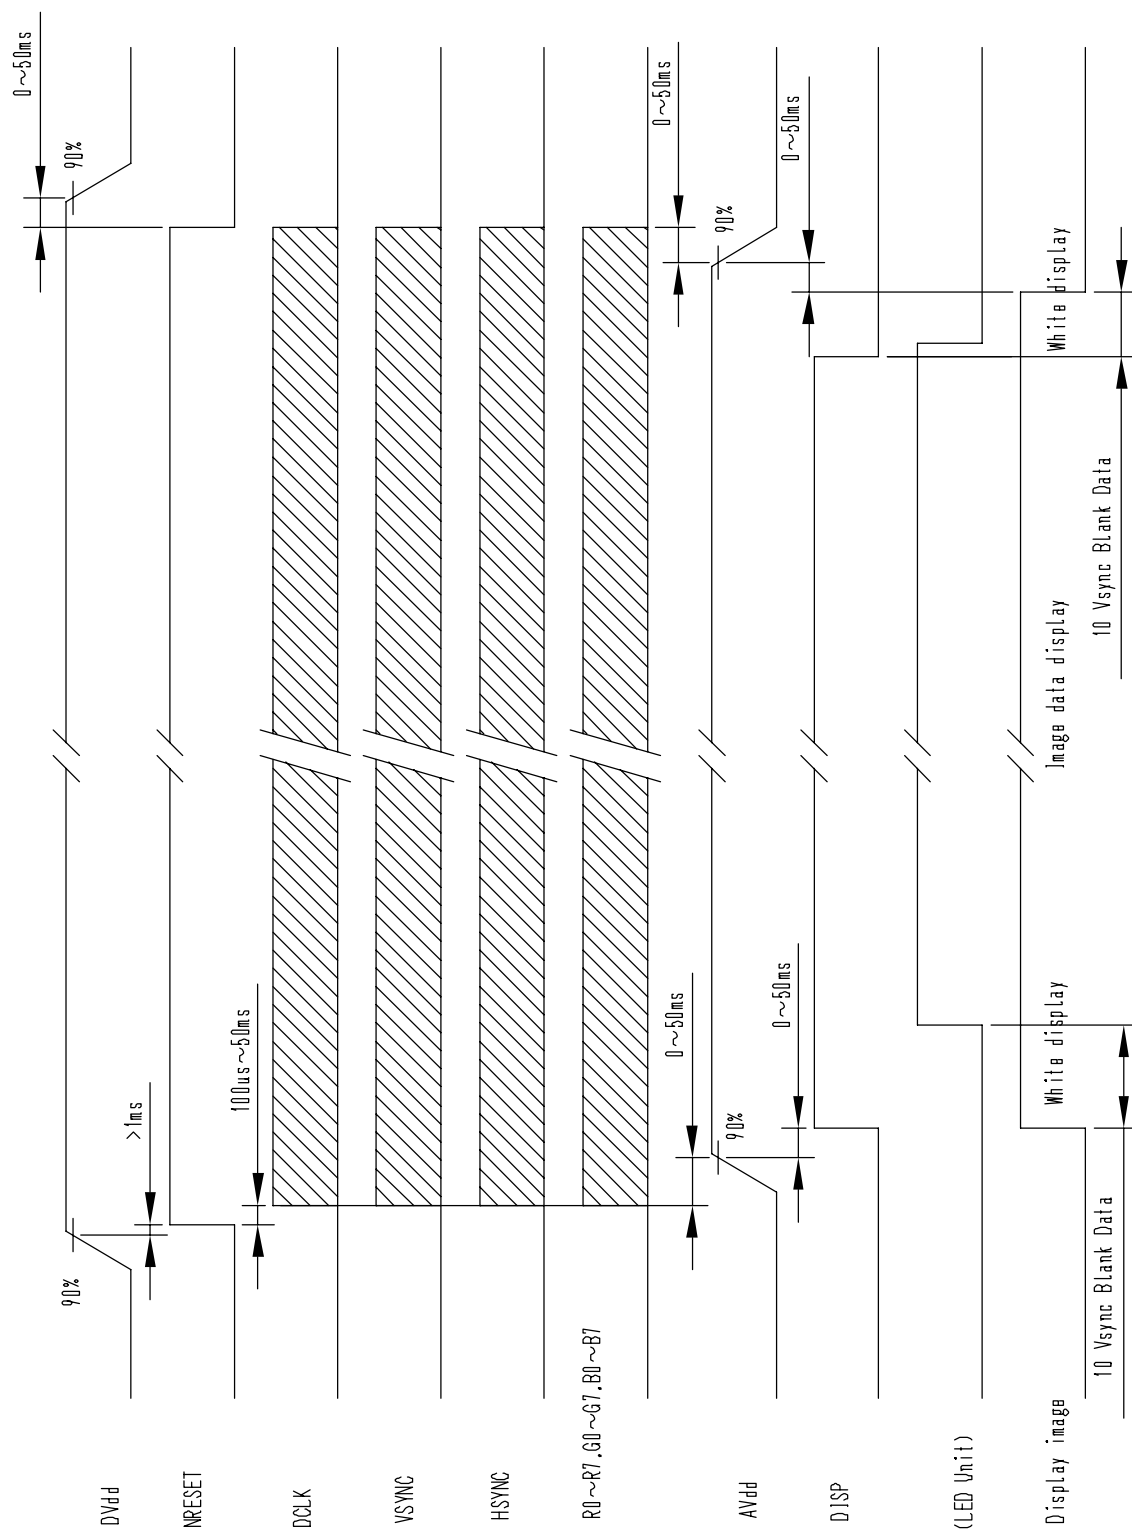 DVdd
90%
>1ms
90%
0~50ms
NRESET
100us~50ms
DCLK
VSYNC
HSYNC
R0~R7,G0~G7,B0~B7
0~50ms
0~50ms
AVdd
90%
90%
0~50ms
0~50ms
DISP
(LED Unit)
Display image
White display
Image data display
White display
10 Vsync Blank Data
10 Vsync Blank Data